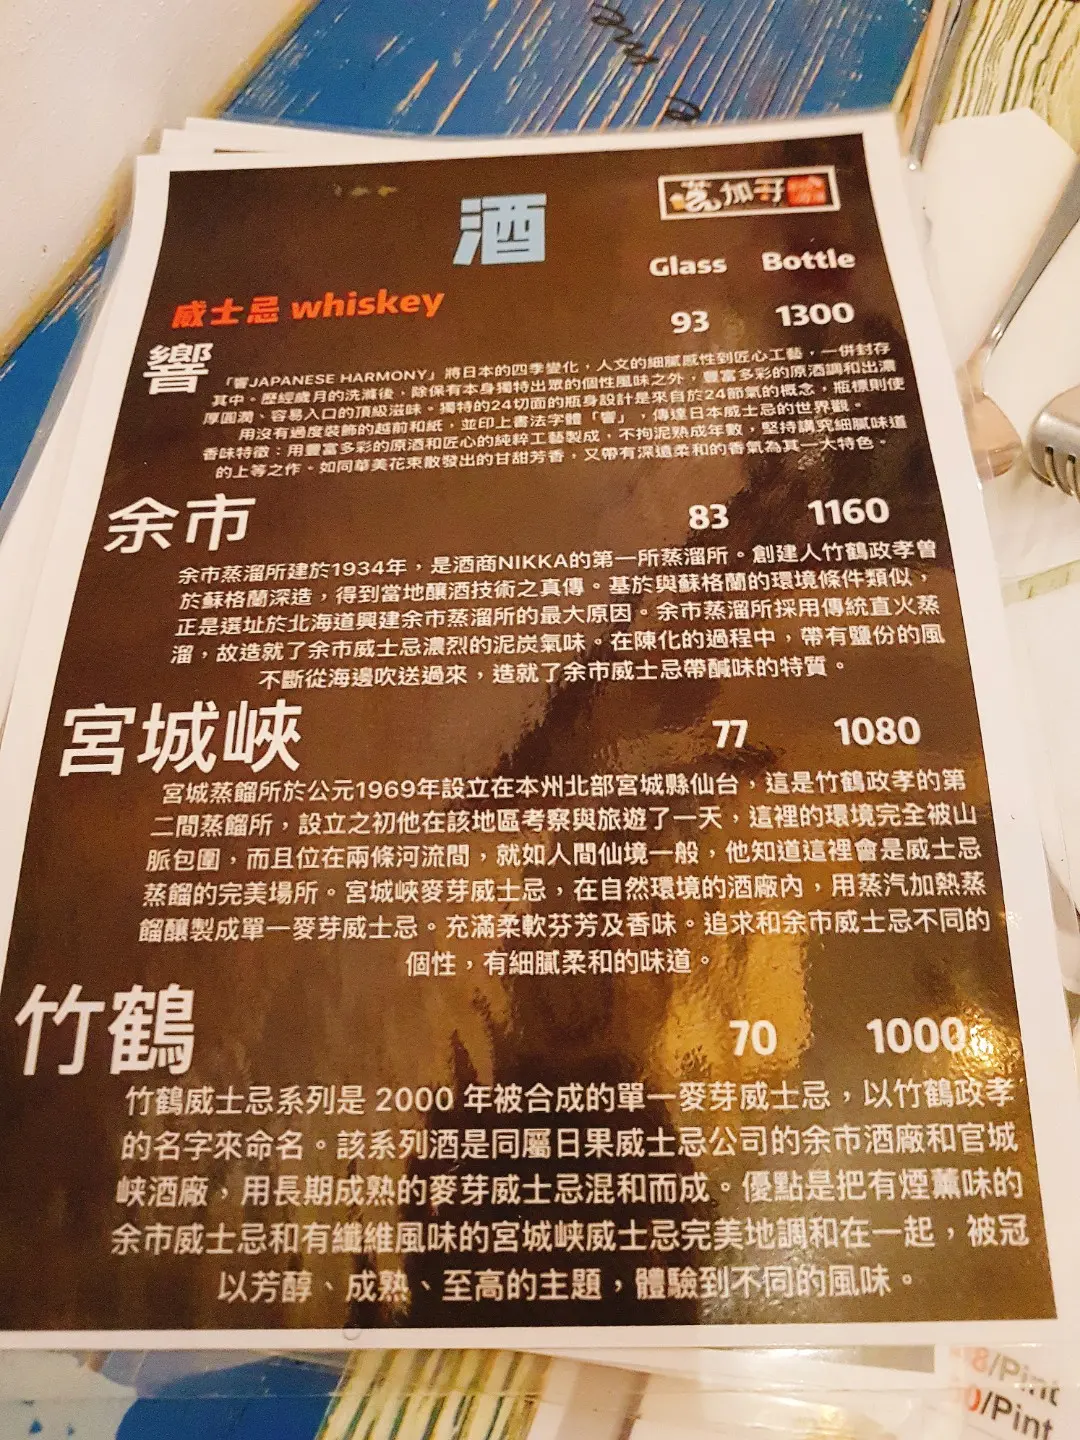 酒
Glass Bottle
威士忌 whiskey
響 93 1300
「響JAPANESE HARMONY」將日本的四季變化，人文的細膩感性到匠心工藝，一併封存
其中。歷經歲月的洗滌後，除保有本身獨特出眾的個性風味之外，豐富多彩的原酒調和出濃
厚圓潤、容易入口的頂級滋味。獨特的24切面的瓶身設計是來自於24節氣的概念，瓶標則使
用沒有過度裝飾的越前和紙，並印上書法字體「響」，傳達日本威士忌的世界觀。
香味特徵：用豐富多彩的原酒和匠心的純粹工藝製成，不拘泥熟成年數，堅持講究細膩味道
的上等之作。如同華美花束散發出的甘甜芳香，又帶有深遠柔和的香氣為其一大特色。
余市 83 1160
余市蒸溜所建於1934年，是酒商NIKKA的第一所蒸溜所。創建人竹鶴政孝曾
於蘇格蘭深造，得到當地釀酒技術之真傳。基於與蘇格蘭的環境條件類似，
正是選址於北海道興建余市蒸溜所的最大原因。余市蒸溜所採用傳統直火蒸
溜，故造就了余市威士忌濃烈的泥炭氣味。在陳化的過程中，帶有鹽份的風
不斷從海邊吹送過來，造就了余市威士忌帶鹹味的特質。
宮城峽 77 1080
宮城蒸餾所於公元1969年設立在本州北部宮城縣仙台，這是竹鶴政孝的第
二間蒸餾所，設立之初他在該地區考察與旅遊了一天，這裡的環境完全被山
脈包圍，而且位在兩條河流間，就如人間仙境一般，他知道這裡會是威士忌
蒸餾的完美場所。宮城峽麥芽威士忌，在自然環境的酒廠內，用蒸汽加熱蒸
餾釀製成單一麥芽威士忌。充滿柔軟芬芳及香味。追求和余市威士忌不同的
個性，有細膩柔和的味道。
竹鶴 70 1000
竹鶴威士忌系列是 2000 年被合成的單一麥芽威士忌，以竹鶴政孝
的名字來命名。該系列酒是同屬日果威士忌公司的余市酒廠和宮城
峡酒廠，用長期成熟的麥芽威士忌混和而成。優點是把有煙薰味的
余市威士忌和有纖維風味的宮城峡威士忌完美地調和在一起，被冠
以芳醇、成熟、至高的主題，體驗到不同的風味。
8/Pint
0/Pint